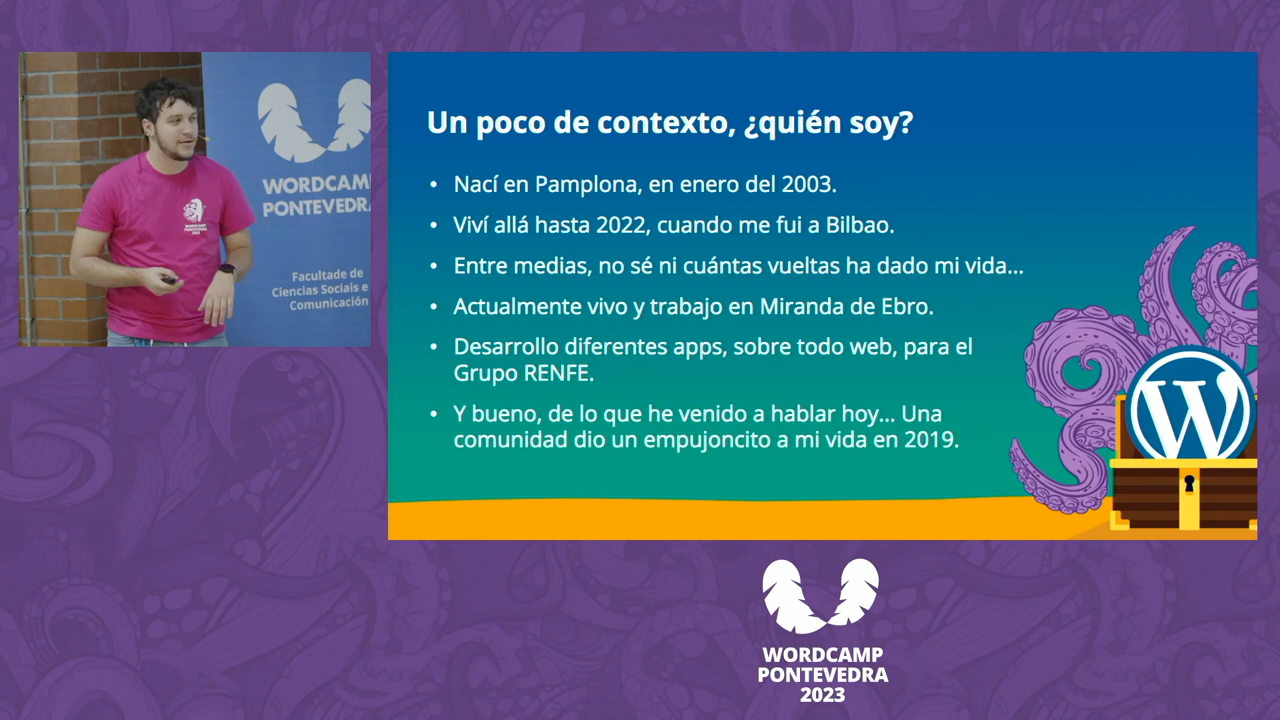 WORDCAM
PONTEVEDRA
Facultade de
Ciencias Sociais e
Comunicación
WORDCAMP
PONTEVEDRA
2023
Un poco de contexto, ¿quién soy?
• Nací en Pamplona, en enero del 2003.
• Viví allá hasta 2022, cuando me fui a Bilbao.
• Entre medias, no sé ni cuántas vueltas ha dado mi vida...
• Actualmente vivo y trabajo en Miranda de Ebro.
• Desarrollo diferentes apps, sobre todo web, para el
Grupo RENFE.
• Y bueno, de lo que he venido a hablar hoy... Una
comunidad dio un empujoncito a mi vida en 2019.
W
WORDCAMP
PONTEVEDRA
2023